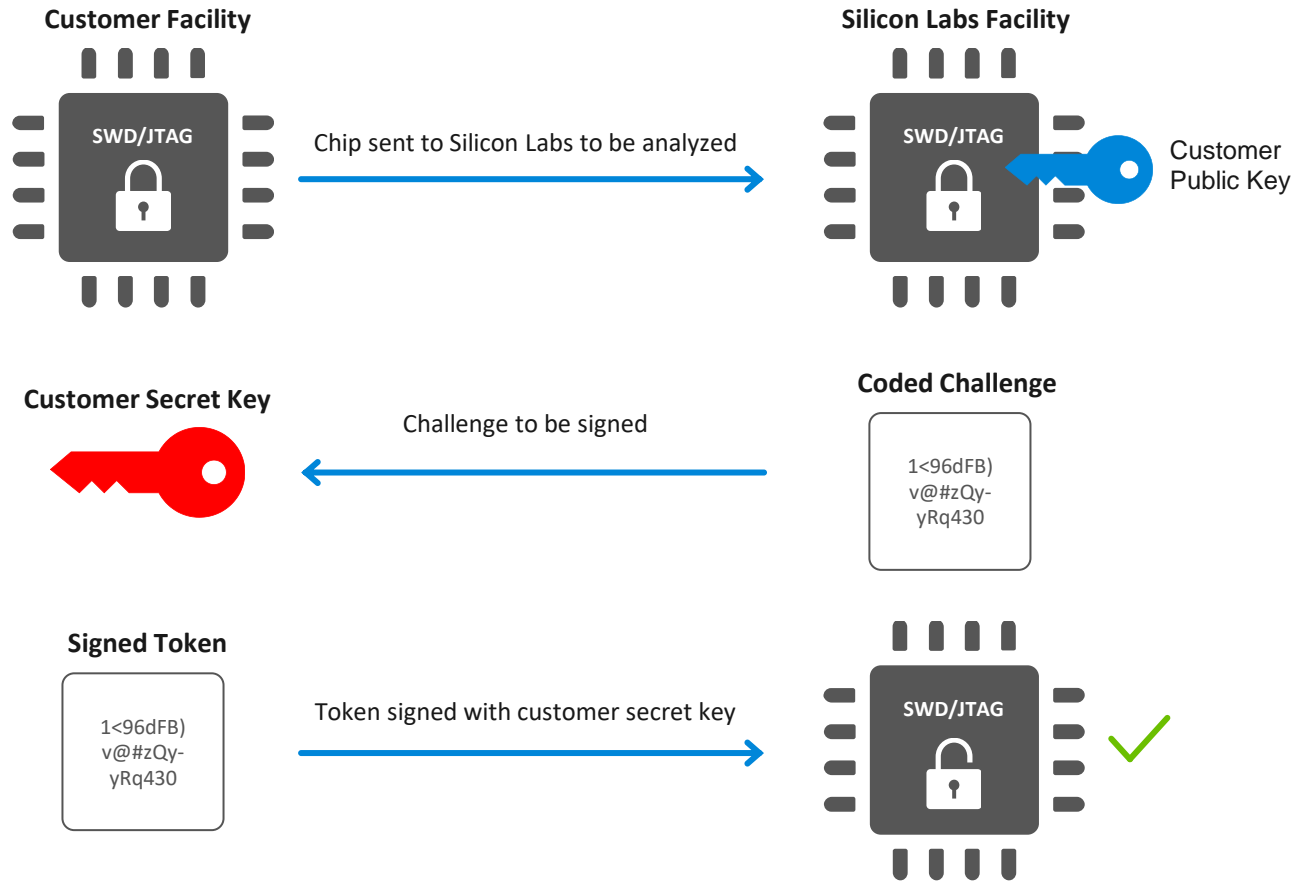 Customer Facility
Silicon Labs Facility
SWD/JTAG
Chip sent to Silicon Labs to be analyzed
SWD/JTAG
Customer
Public Key
Customer Secret Key
Challenge to be signed
Coded Challenge
1<96dFB)
v@#zQy-
yRq430
Signed Token
1<96dFB)
v@#zQy-
yRq430
Token signed with customer secret key
SWD/JTAG